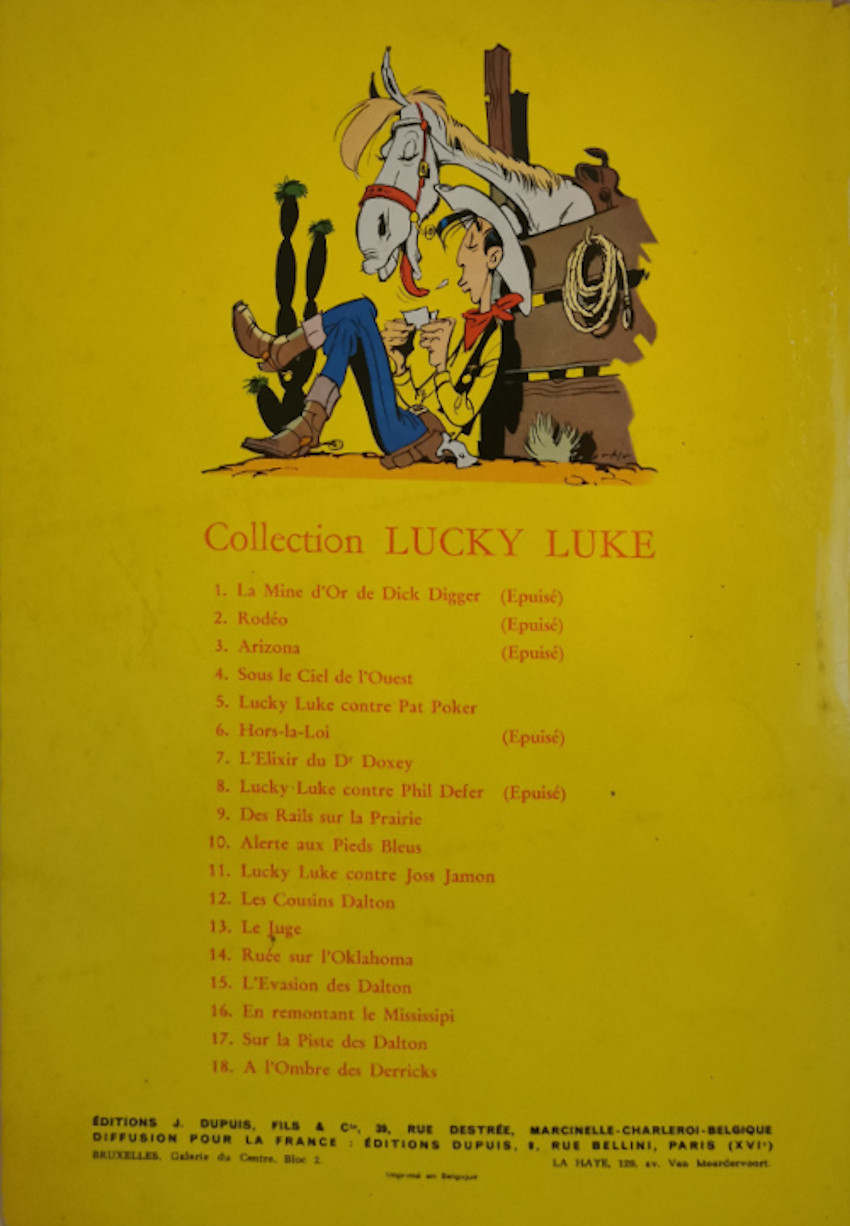 Collection LUCKY LUKE
1. La Mine d'Or de Dick Digger (Epuisé)
2. Rodéo (Epuisé)
3. Arizona (Epuisé)
4. Sous le Ciel de l'Ouest
5. Lucky Luke contre Pat Poker
6. Hors-la-Loi (Epuisé)
7. L'Elixir du Dr Doxey
8. Lucky Luke contre Phil Defer (Epuisé)
9. Des Rails sur la Prairie
10. Alerte aux Pieds Bleus
11. Lucky Luke contre Joss Jamon
12. Les Cousins Dalton
13. Le Juge
14. Ruée sur l'Oklahoma
15. L'Evasion des Dalton
16. En remontant le Mississipi
17. Sur la Piste des Dalton
18. A l'Ombre des Derricks
ÉDITIONS J. DUPUIS, FILS & Cie, 39, RUE DESTRÉE, MARCINELLE-CHARLEROI-BELGIQUE
DIFFUSION POUR LA FRANCE : ÉDITIONS DUPUIS, 9, RUE BELLINI, PARIS (XVIe)
BRUXELLES, Galerie du Centre, Bloc 2. LA HAYE, 120, av. Van Meerdervoort.
Imprimé en Belgique